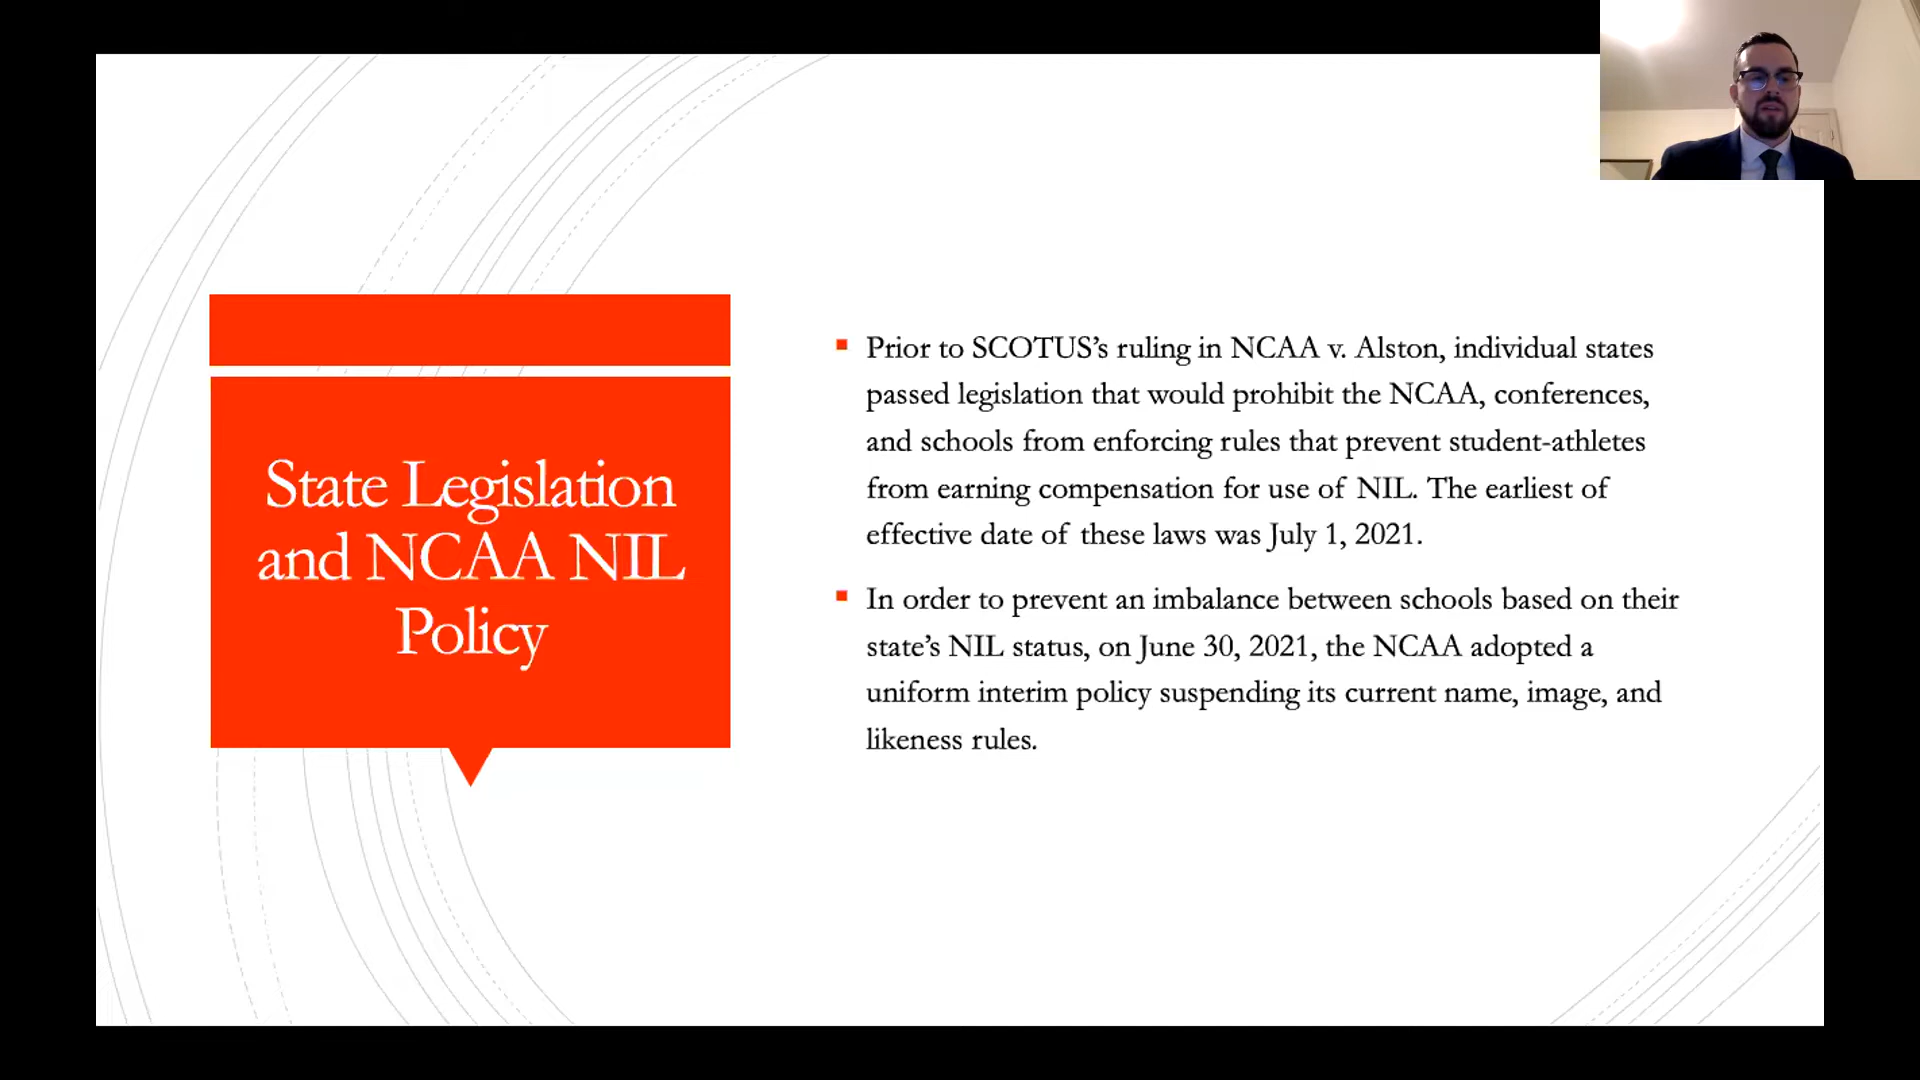 State Legislation
and NCAA NIL
Policy
Prior to SCOTUS’s ruling in NCAA v. Alston, individual states
passed legislation that would prohibit the NCAA, conferences,
and schools from enforcing rules that prevent student-athletes
from earning compensation for use of NIL. The earliest of
effective date of these laws was July 1, 2021.
In order to prevent an imbalance between schools based on their
state’s NIL status, on June 30, 2021, the NCAA adopted a
uniform interim policy suspending its current name, image, and
likeness rules.